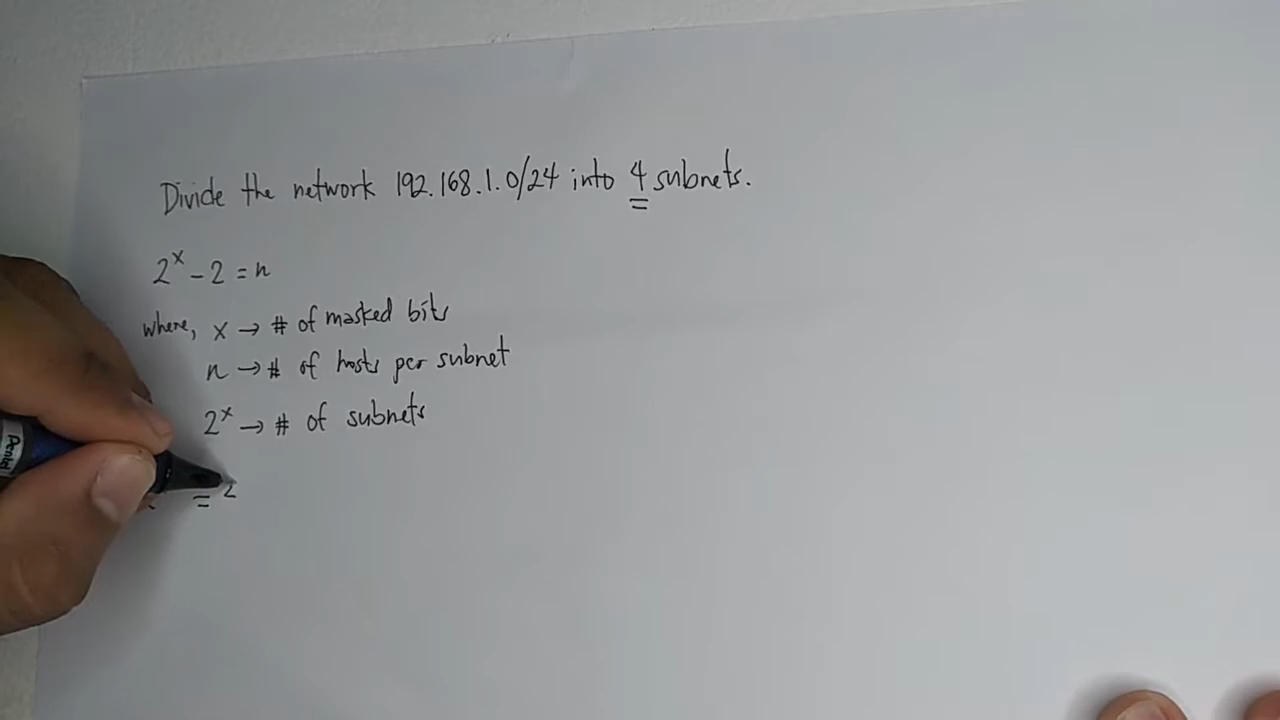 Divide the network 192.168.1.0/24 into 4 subnets.
2^x - 2 = n
where, x → # of masked bits
n → # of hosts per subnet
2^x → # of subnets
=
Pentel